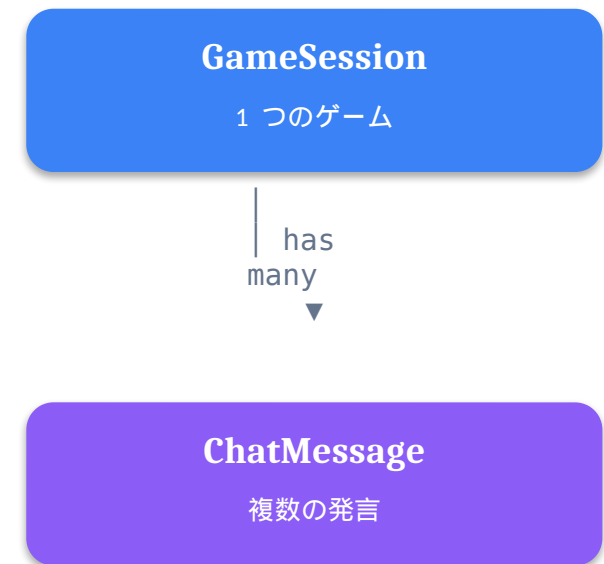 GameSession
1 つのゲーム
│
│ has
many
▼
ChatMessage
複数の発言